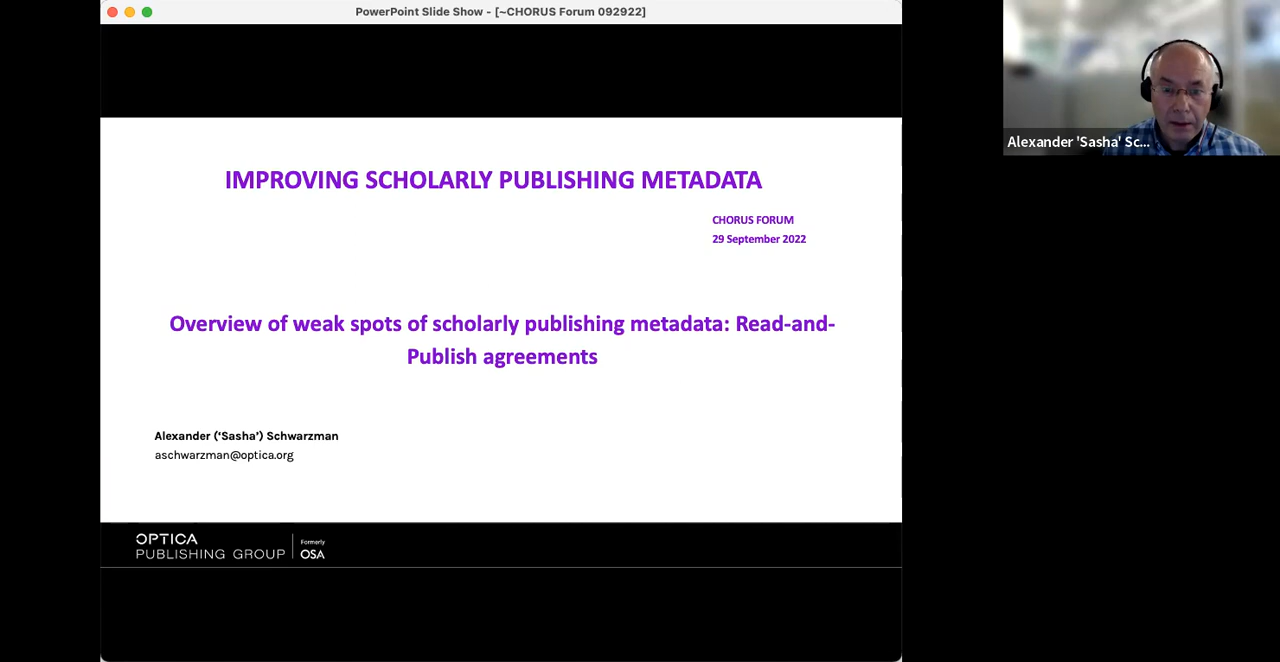 PowerPoint Slide Show - [~CHORUS Forum 092922]
IMPROVING SCHOLARLY PUBLISHING METADATA
CHORUS FORUM
29 September 2022
Overview of weak spots of scholarly publishing metadata: Read-and-
Publish agreements
Alexander (‘Sasha’) Schwarzman
aschwarzman@optica.org
OPTICA
PUBLISHING GROUP
Formerly
OSA
Alexander 'Sasha' Sc...